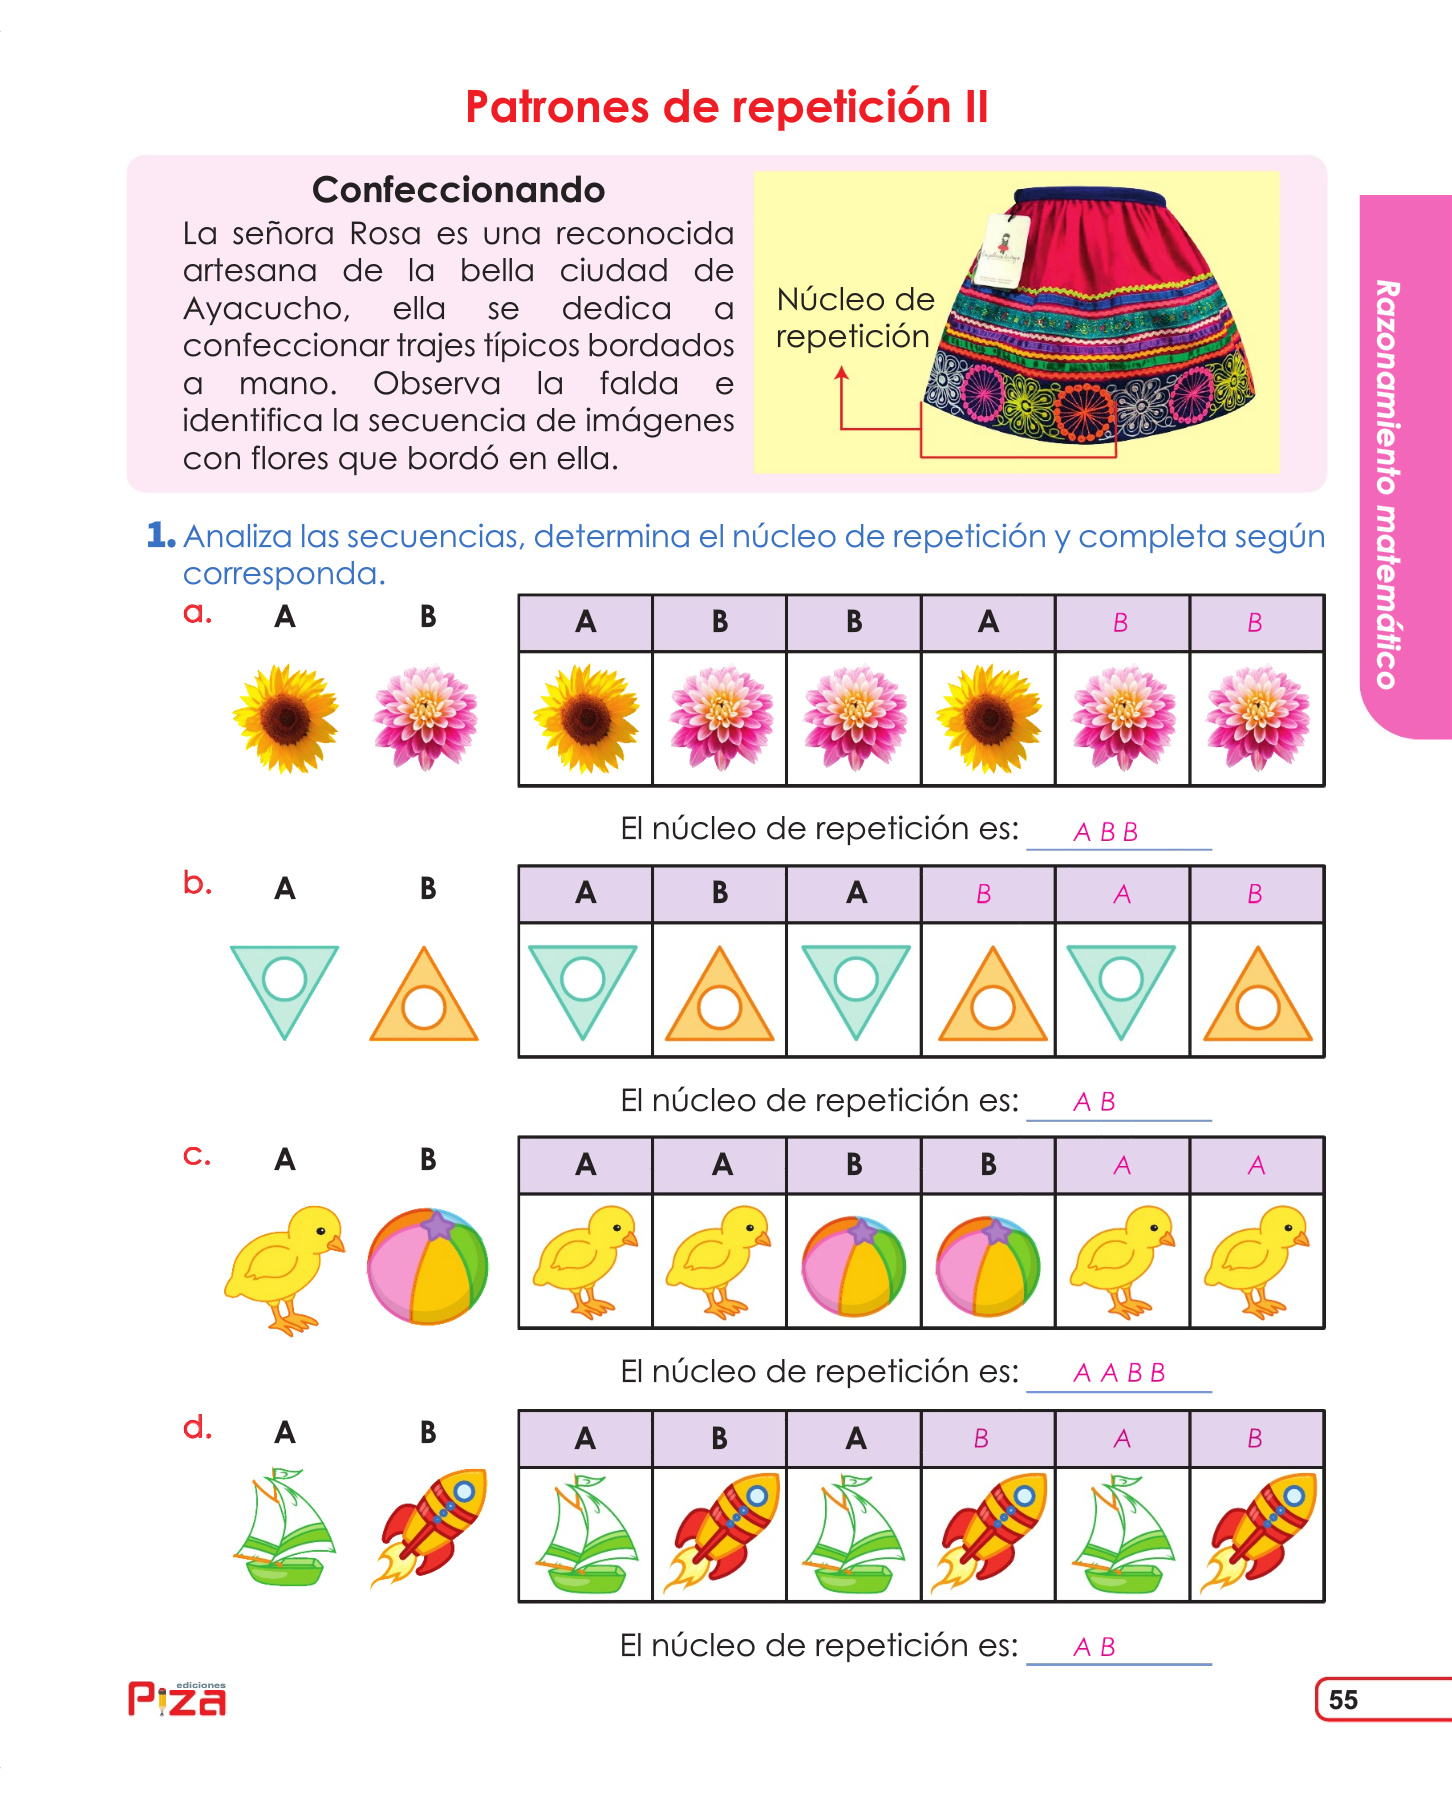 Patrones de repetición II
Confeccionando
La señora Rosa es una reconocida
artesana de la bella ciudad de
Ayacucho, ella se dedica a
confeccionar trajes típicos bordados
a mano. Observa la falda e
identifica la secuencia de imágenes
con flores que bordó en ella.
Núcleo de
repetición
Razonamiento matemático
1. Analiza las secuencias, determina el núcleo de repetición y completa según
corresponda.
a. A B A B B A B B
El núcleo de repetición es: A B B
b. A B A B A B A B
El núcleo de repetición es: A B
c. A B A A B B A A
El núcleo de repetición es: A A B B
d. A B A B A B A B
El núcleo de repetición es: A B
ediciones
Piza
55